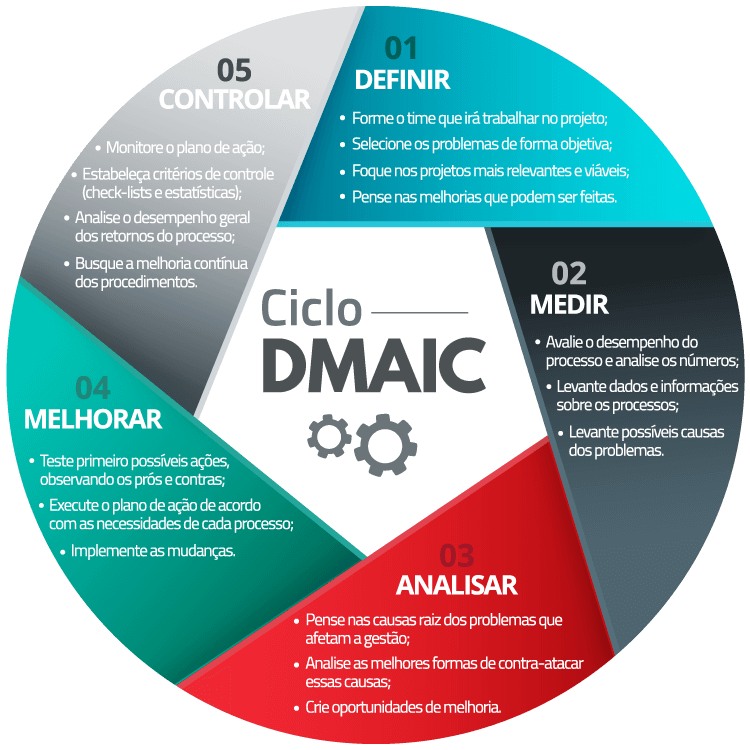 Ciclo
DMAIC
01
DEFINIR
• Forme o time que irá trabalhar no projeto;
• Selecione os problemas de forma objetiva;
• Foque nos projetos mais relevantes e viáveis;
• Pense nas melhorias que podem ser feitas.
02
MEDIR
• Avalie o desempenho do
processo e analise os números;
• Levante dados e informações
sobre os processos;
• Levante possíveis causas
dos problemas.
03
ANALISAR
• Pense nas causas raiz dos problemas que
afetam a gestão;
• Analise as melhores formas de contra-atacar
essas causas;
• Crie oportunidades de melhoria.
04
MELHORAR
• Teste primeiro possíveis ações,
observando os prós e contras;
• Execute o plano de ação de acordo
com as necessidades de cada processo;
• Implemente as mudanças.
05
CONTROLAR
• Monitore o plano de ação;
• Estabeleça critérios de controle
(check-lists e estatísticas);
• Analise o desempenho geral
dos retornos do processo;
• Busque a melhoria contínua
dos procedimentos.